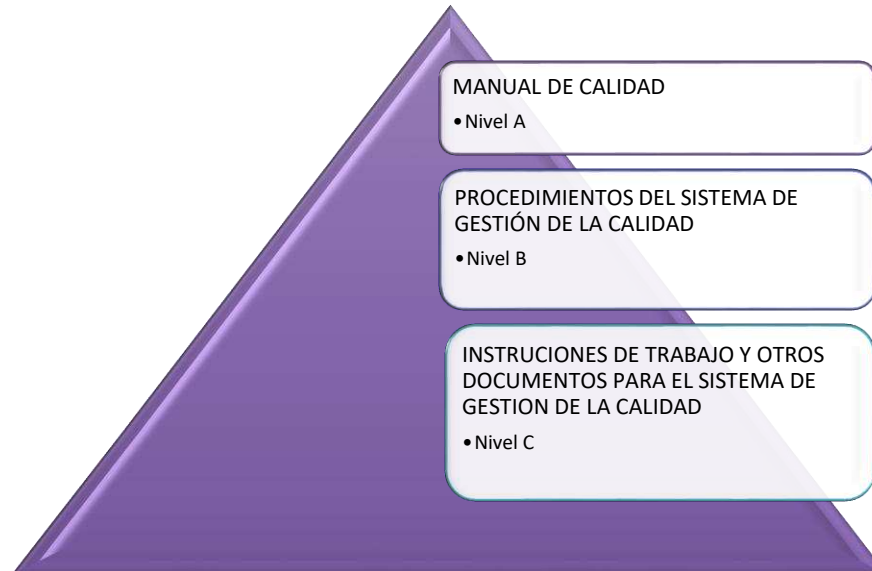 MANUAL DE CALIDAD
•Nivel A
PROCEDIMIENTOS DEL SISTEMA DE
GESTIÓN DE LA CALIDAD
•Nivel B
INSTRUCIONES DE TRABAJO Y OTROS
DOCUMENTOS PARA EL SISTEMA DE
GESTION DE LA CALIDAD
•Nivel C